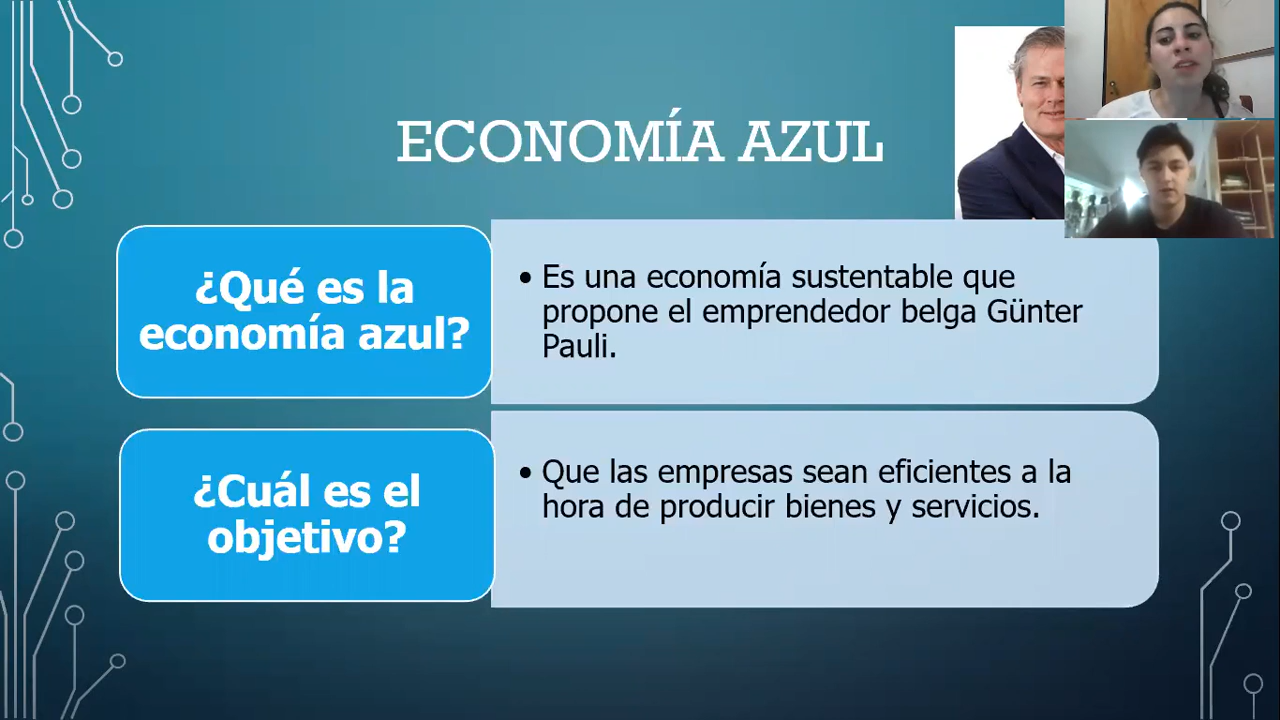 ECONOMÍA AZUL
¿Qué es la
economía azul?
• Es una economía sustentable que
propone el emprendedor belga Günter
Pauli.
¿Cuál es el
objetivo?
• Que las empresas sean eficientes a la
hora de producir bienes y servicios.